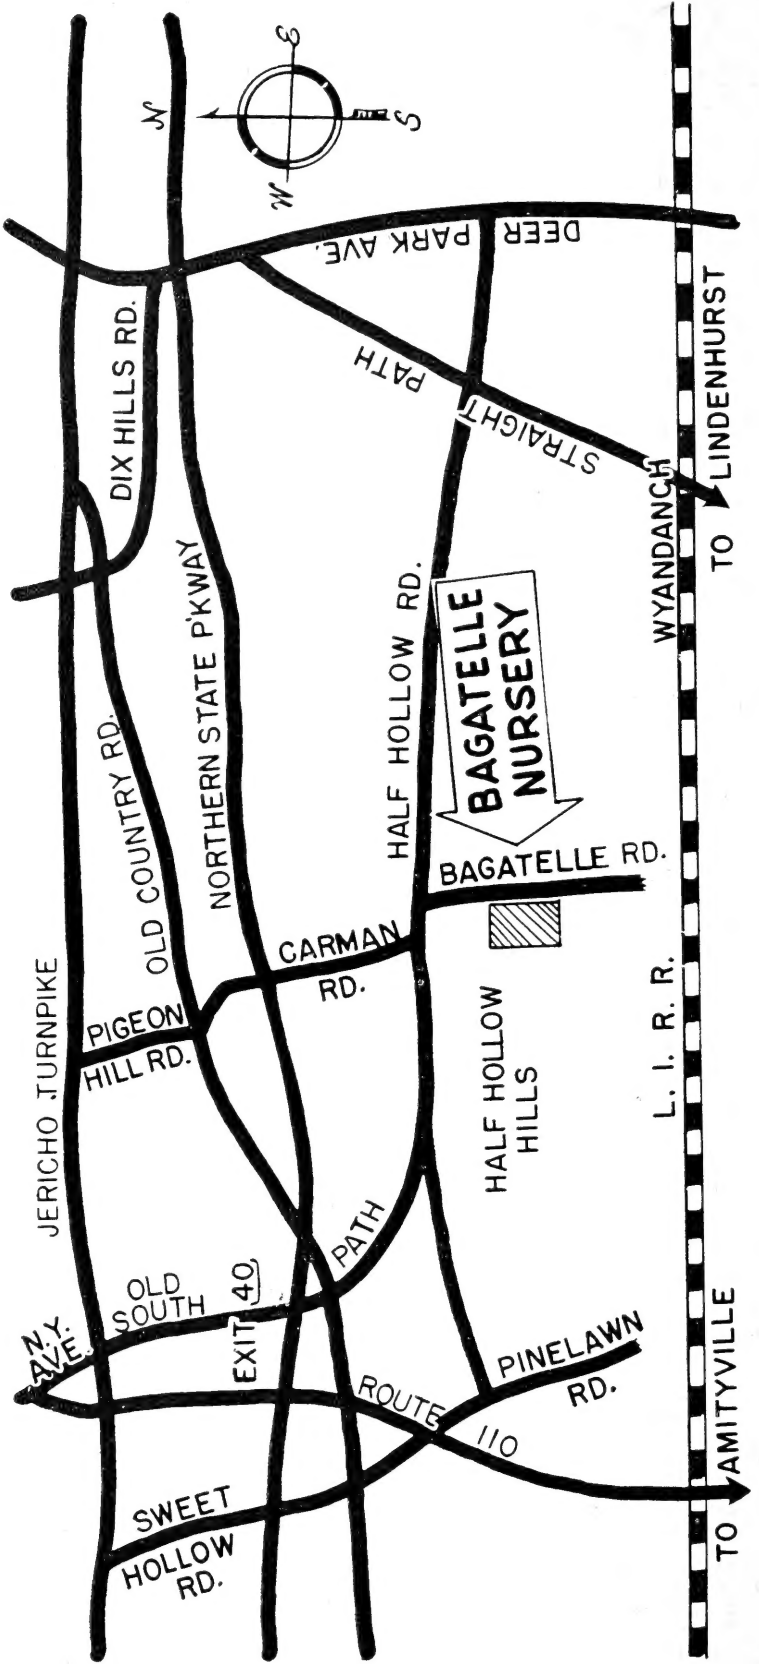 N
E
S
W
DEER PARK AVE.
DIX HILLS RD.
STRAIGHT PATH
TO LINDENHURST
WYANDANCH
OLD COUNTRY RD.
NORTHERN STATE P'KWAY
HALF HOLLOW RD.
BAGATELLE
NURSERY
BAGATELLE RD.
CARMAN
RD.
PIGEON
HILL RD.
JERICHO TURNPIKE
HALF HOLLOW
HILLS
L. I. R. R.
OLD
SOUTH
PATH
N.Y.
AVE.
EXIT 40
ROUTE 110
PINELAWN
RD.
SWEET
HOLLOW
RD.
TO AMITYVILLE